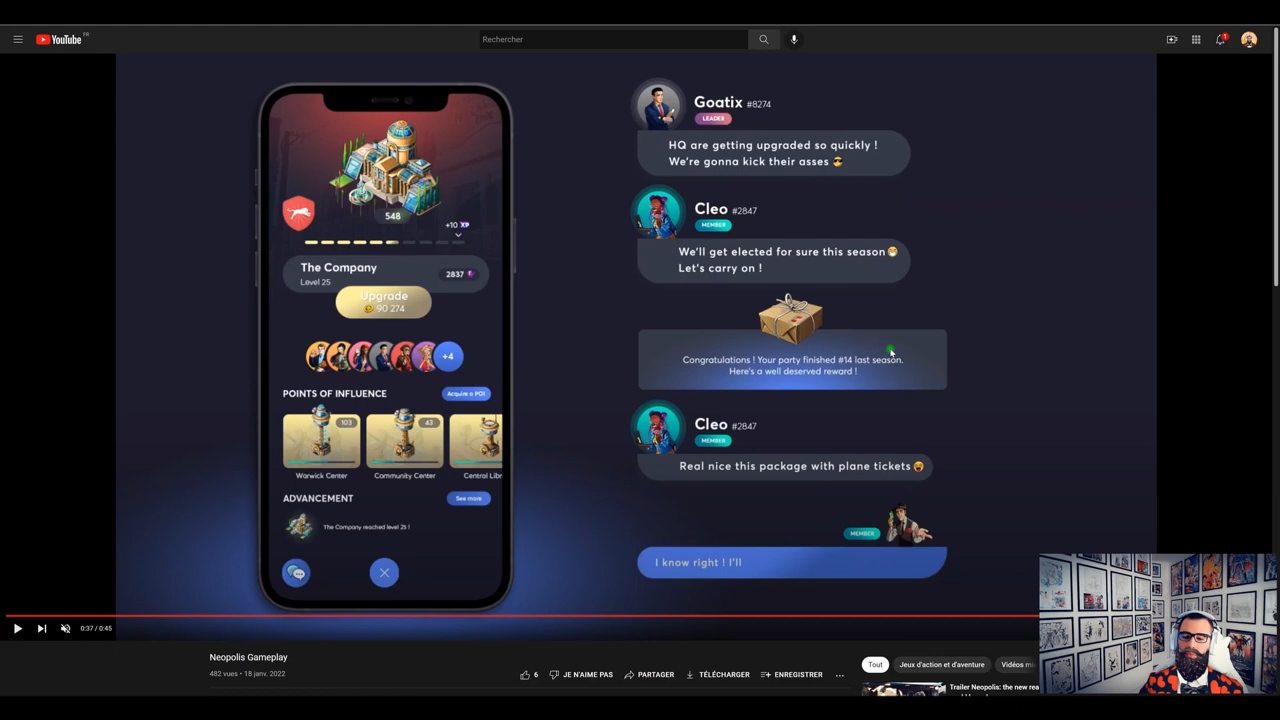 YouTube FR
Rechercher
1
Goatix #8274
LEADER
HQ are getting upgraded so quickly !
We're gonna kick their asses 😎
Cleo #2847
MEMBER
We'll get elected for sure this season😁
Let's carry on !
Congratulations ! Your party finished #14 last season.
Here's a well deserved reward !
Cleo #2847
MEMBER
Real nice this package with plane tickets
MEMBER
I know right ! I'll
548
+10 XP
The Company
2837
Level 25
Upgrade
90 274
+4
POINTS OF INFLUENCE
Acquire a POI
103
43
Warwick Center
Community Center
Central Libr
ADVANCEMENT
See more
The Company reached level 25 !
0:37 / 0:45
Neopolis Gameplay
482 vues • 18 janv. 2022
6
JE N'AIME PAS
PARTAGER
TÉLÉCHARGER
ENREGISTRER
...
Tout
Jeux d'action et d'aventure
Vidéos mi
Trailer Neopolis: the new rea